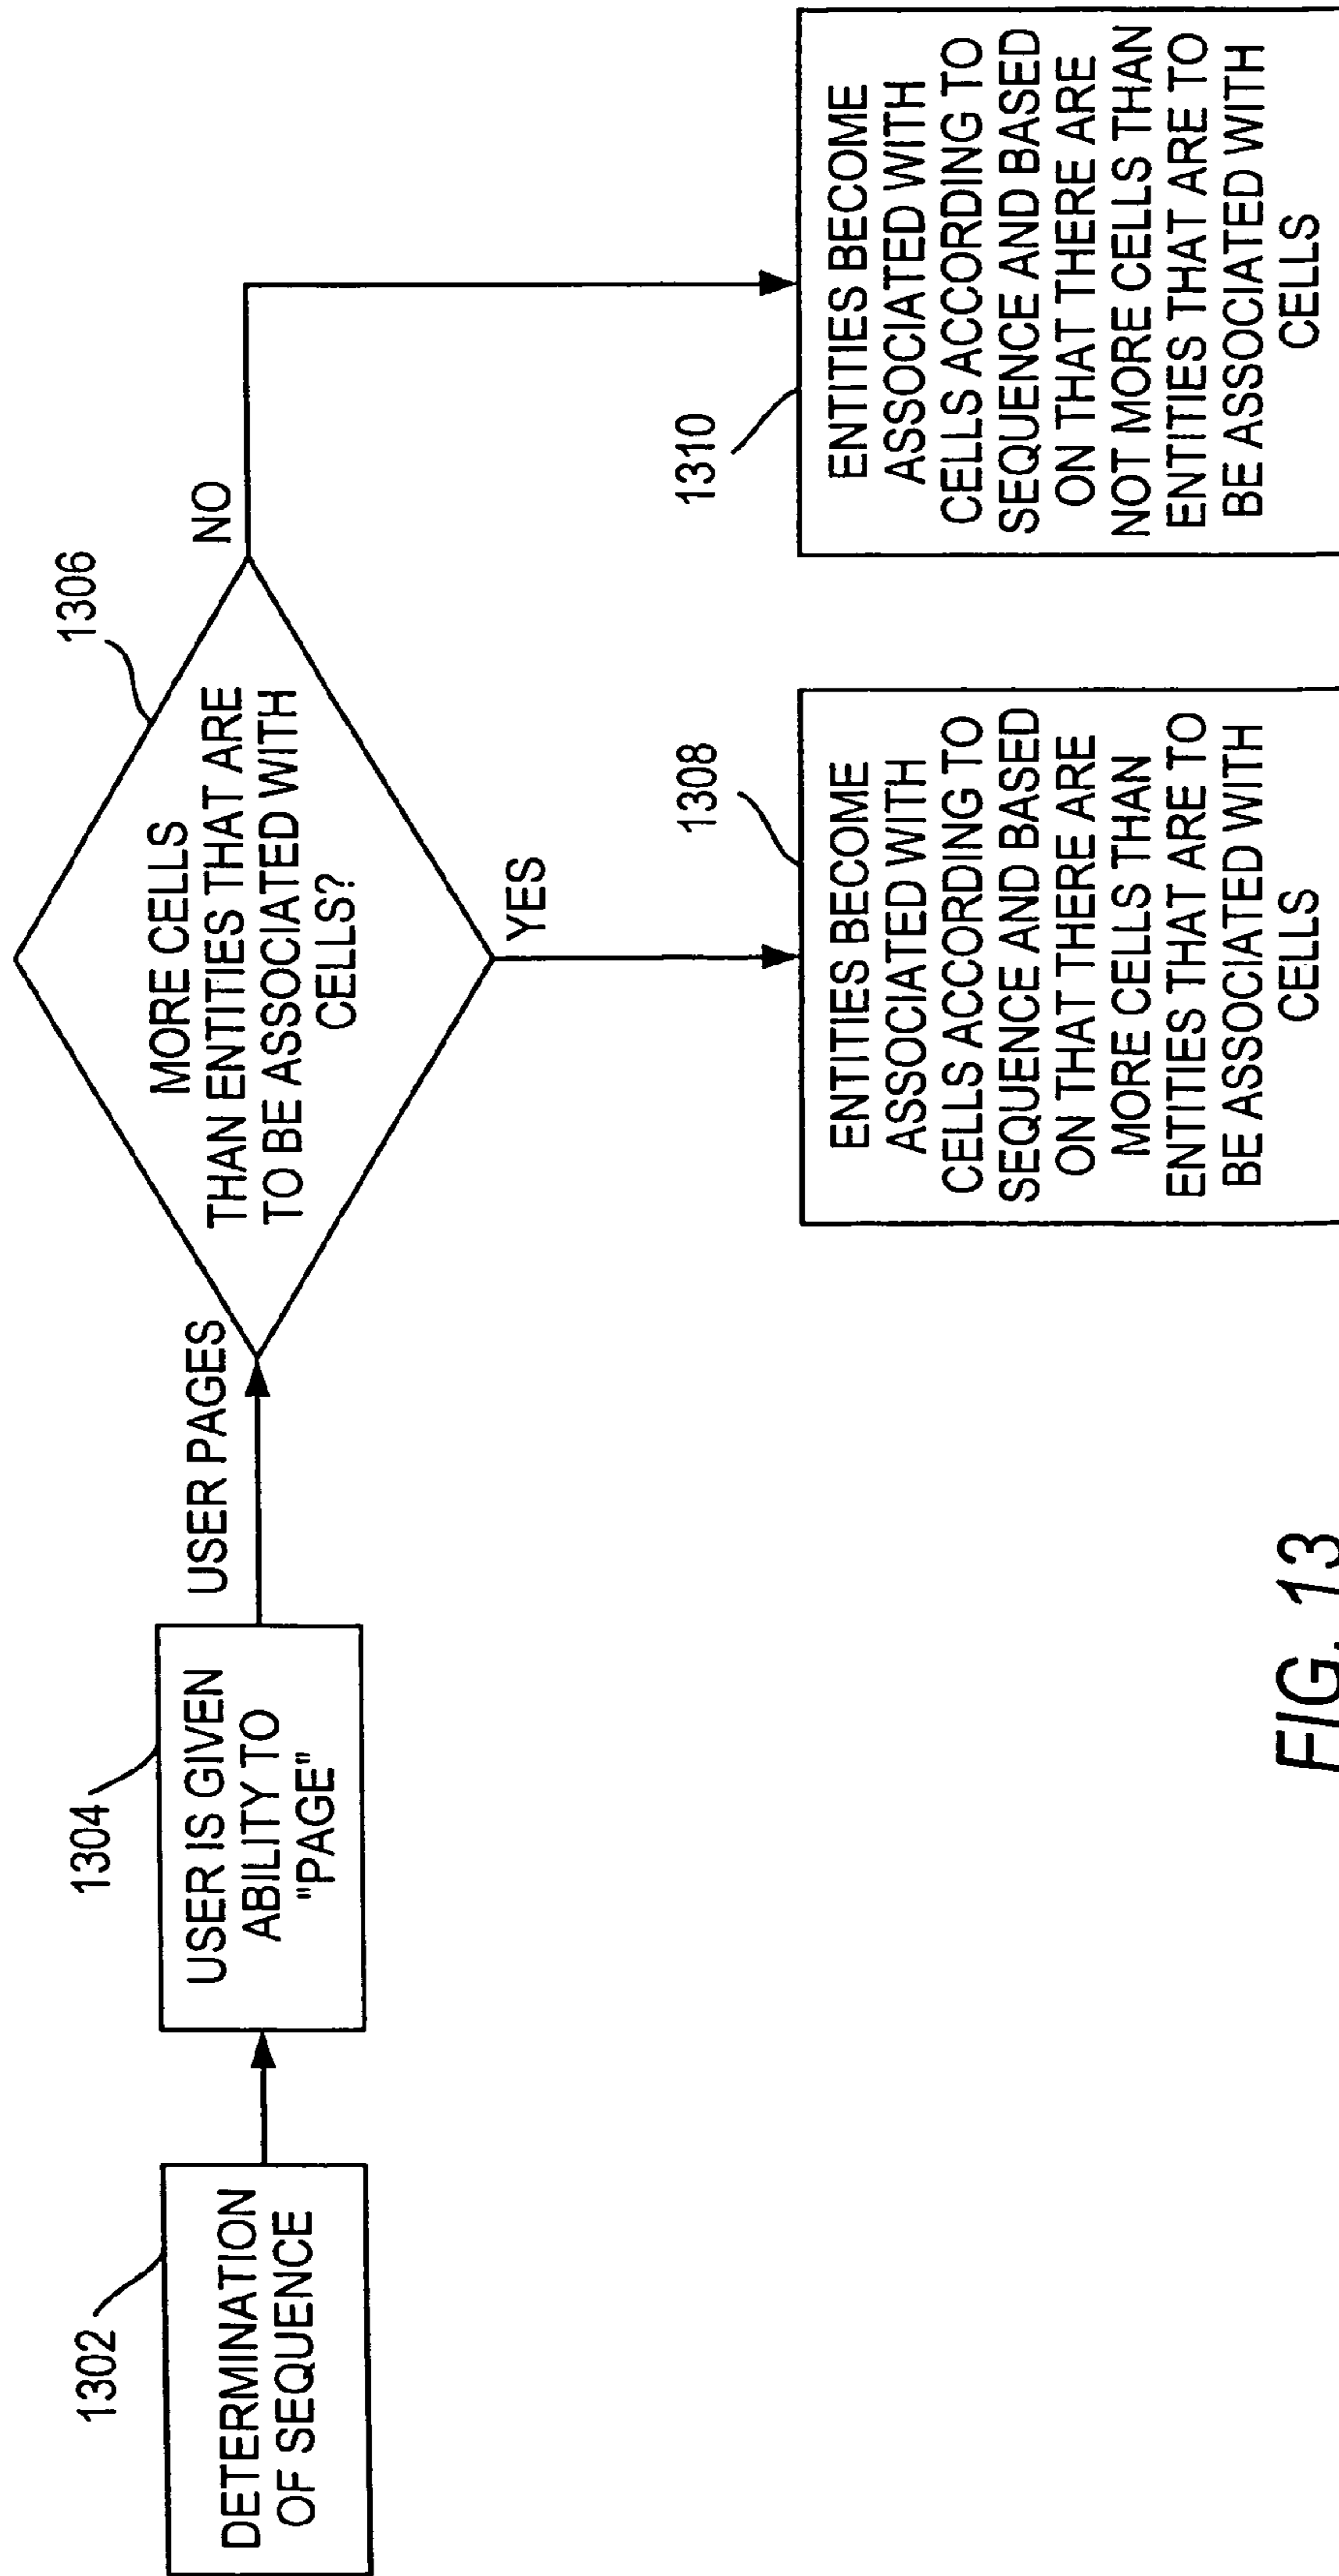 1302
DETERMINATION
OF SEQUENCE
1304
USER IS GIVEN
ABILITY TO
"PAGE"
USER PAGES
1306
MORE CELLS
THAN ENTITIES THAT ARE
TO BE ASSOCIATED WITH
CELLS?
NO
YES
1308
ENTITIES BECOME
ASSOCIATED WITH
CELLS ACCORDING TO
SEQUENCE AND BASED
ON THAT THERE ARE
MORE CELLS THAN
ENTITIES THAT ARE TO
BE ASSOCIATED WITH
CELLS
1310
ENTITIES BECOME
ASSOCIATED WITH
CELLS ACCORDING TO
SEQUENCE AND BASED
ON THAT THERE ARE
NOT MORE CELLS THAN
ENTITIES THAT ARE TO
BE ASSOCIATED WITH
CELLS
FIG. 13